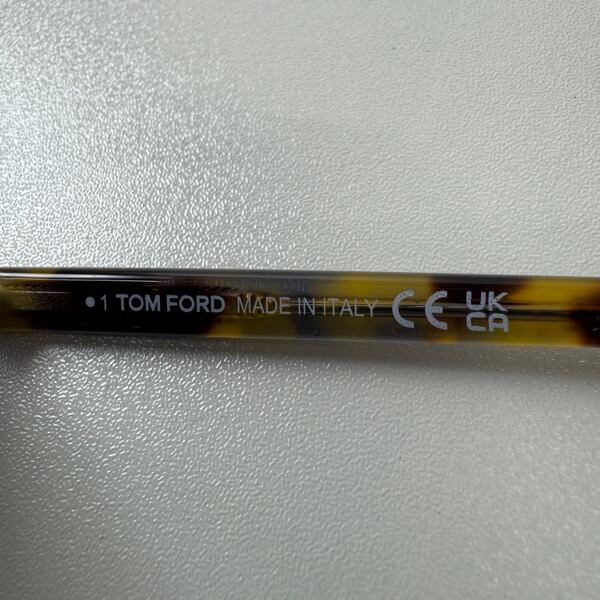 •1 TOM FORD MADE IN ITALY CE UK
CA